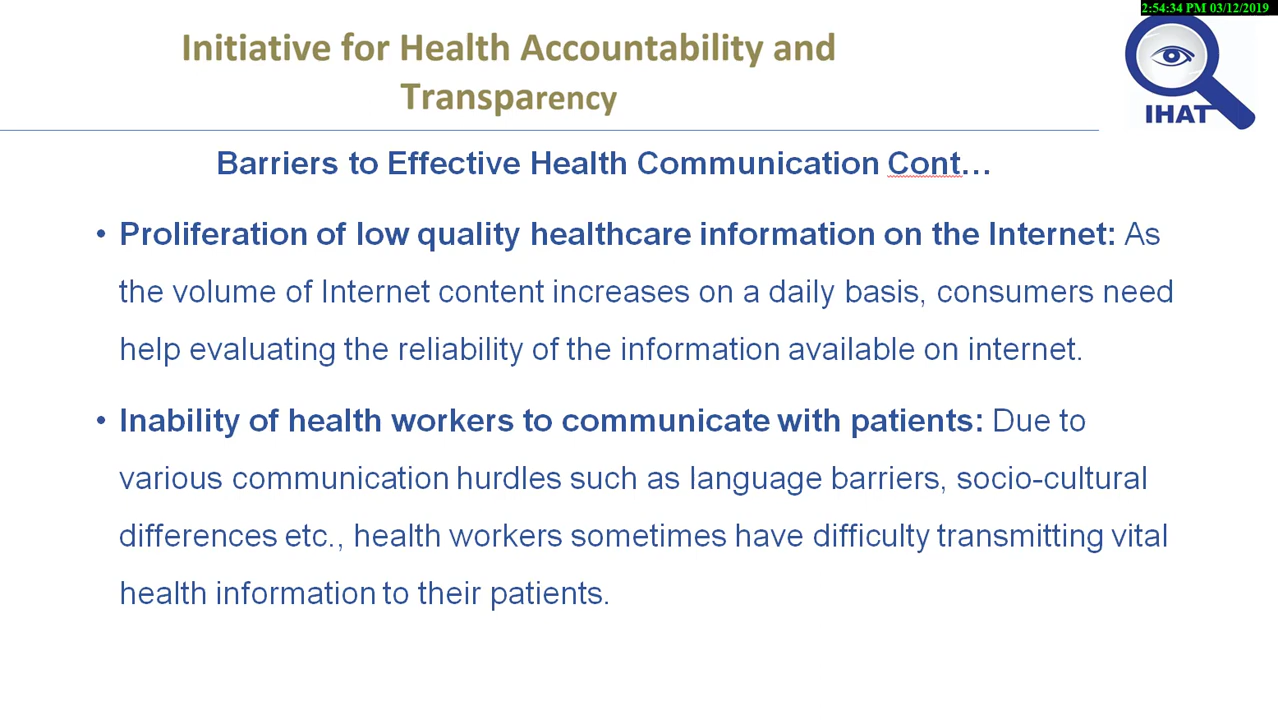 2:54:34 PM 03/12/2019
Initiative for Health Accountability and
Transparency
IHAT
Barriers to Effective Health Communication Cont…
• Proliferation of low quality healthcare information on the Internet: As
the volume of Internet content increases on a daily basis, consumers need
help evaluating the reliability of the information available on internet.
• Inability of health workers to communicate with patients: Due to
various communication hurdles such as language barriers, socio-cultural
differences etc., health workers sometimes have difficulty transmitting vital
health information to their patients.